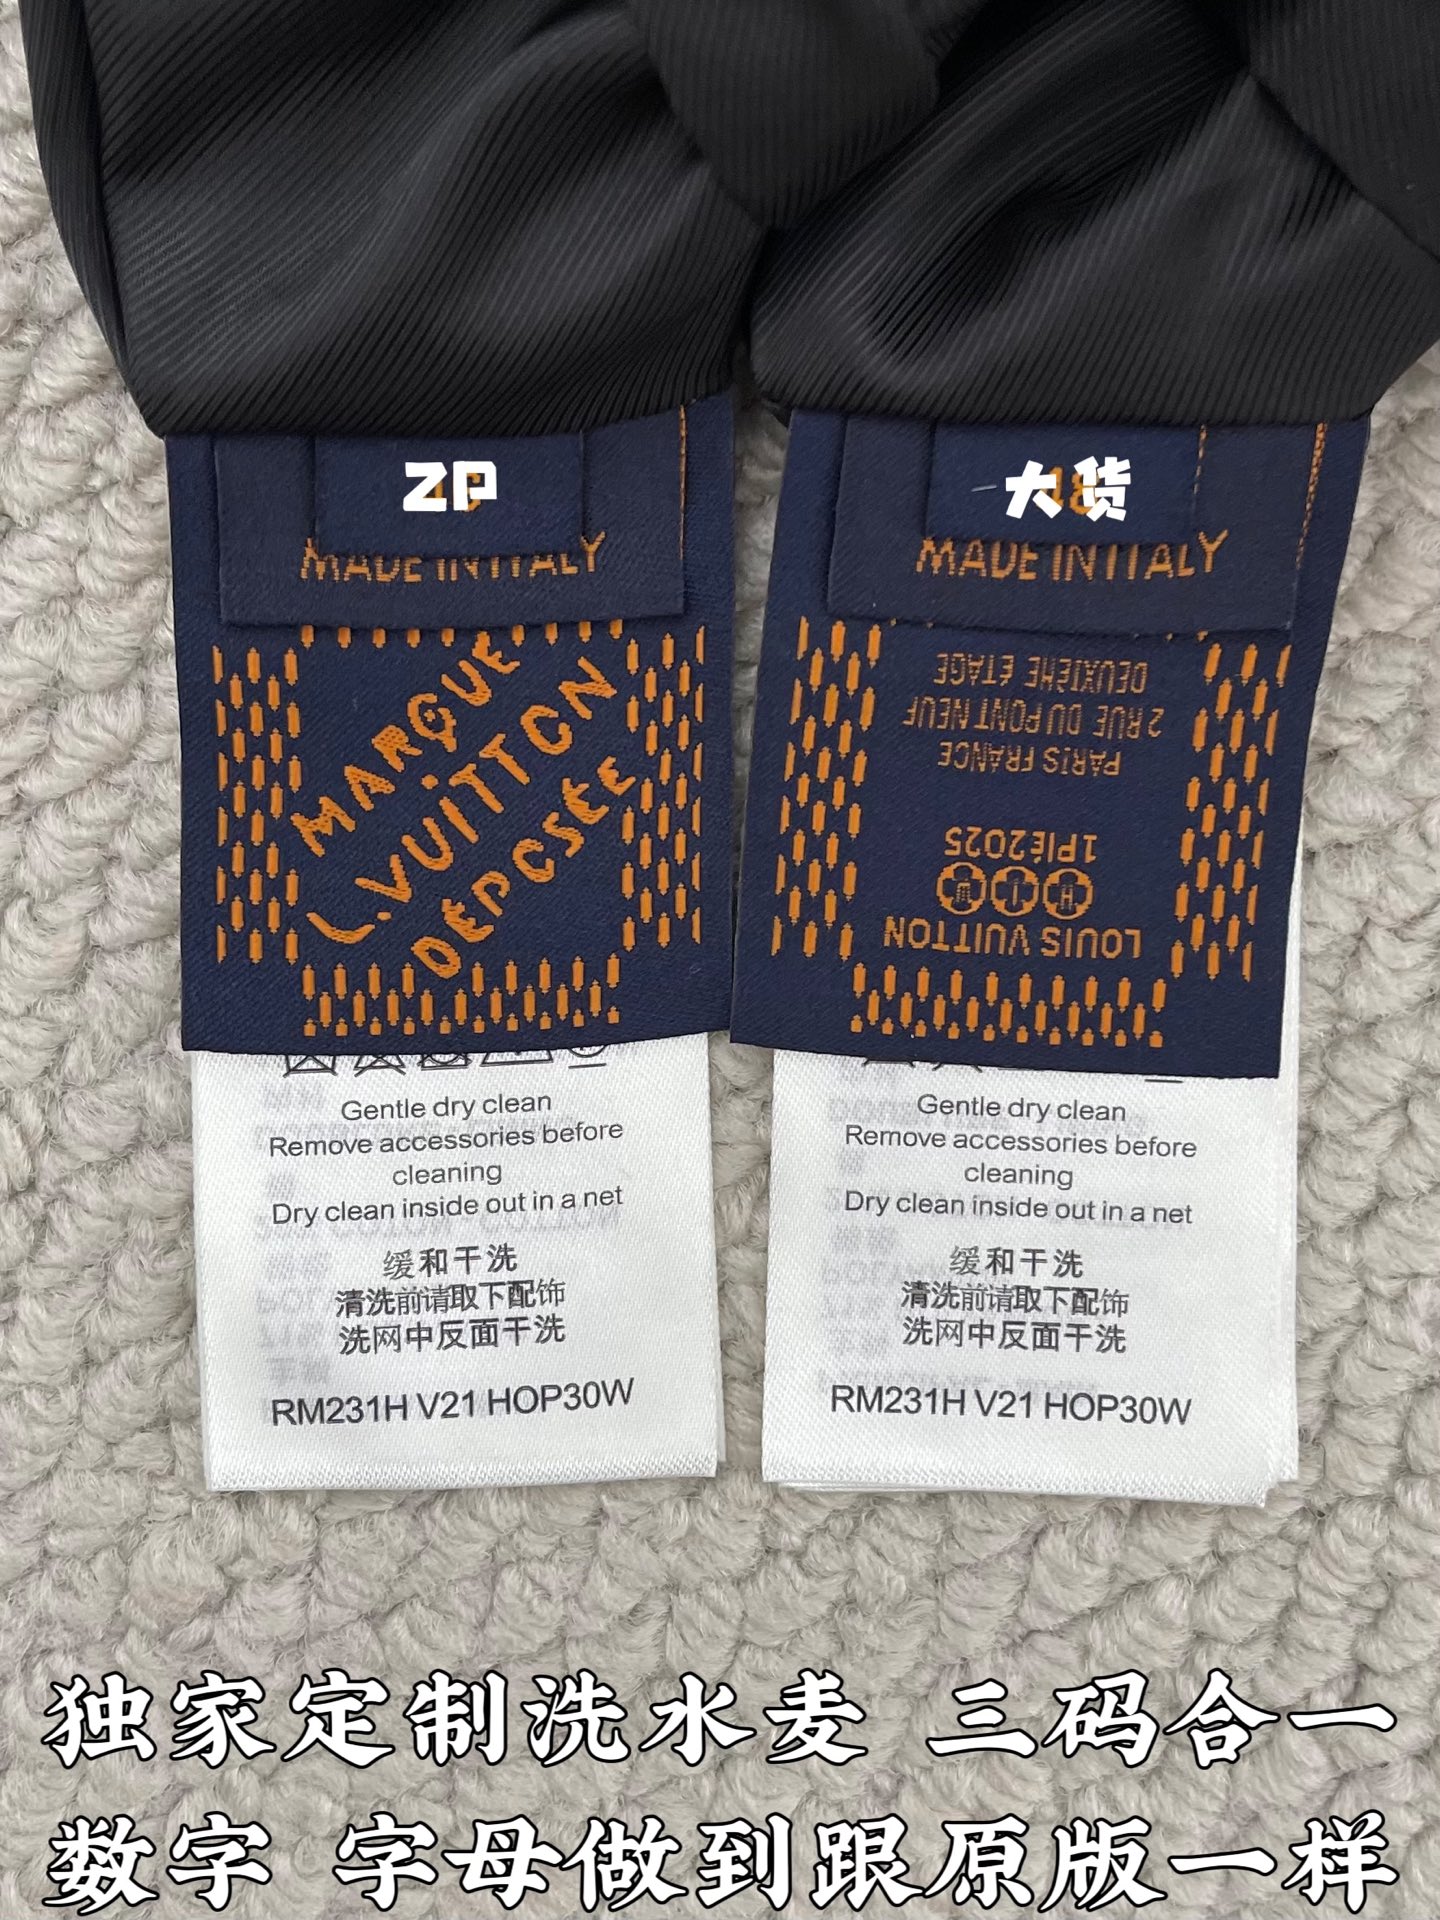 ZP
MADE IN ITALY
MARQUE
L.VUITTON
DÉPOSÉE
Gentle dry clean
Remove accessories before
cleaning
Dry clean inside out in a net
缓和干洗
清洗前请取下配饰
洗网中反面干洗
RM231H V21 HOP30W
大货
MADE IN ITALY
DEUXIÈME ÉTAGE
2 RUE DU PONT NEUF
PARIS FRANCE
1Plé2025
LOUIS VUITTON
Gentle dry clean
Remove accessories before
cleaning
Dry clean inside out in a net
缓和干洗
清洗前请取下配饰
洗网中反面干洗
RM231H V21 HOP30W
独家定制洗水麦 三码合一
数字 字母做到跟原版一样